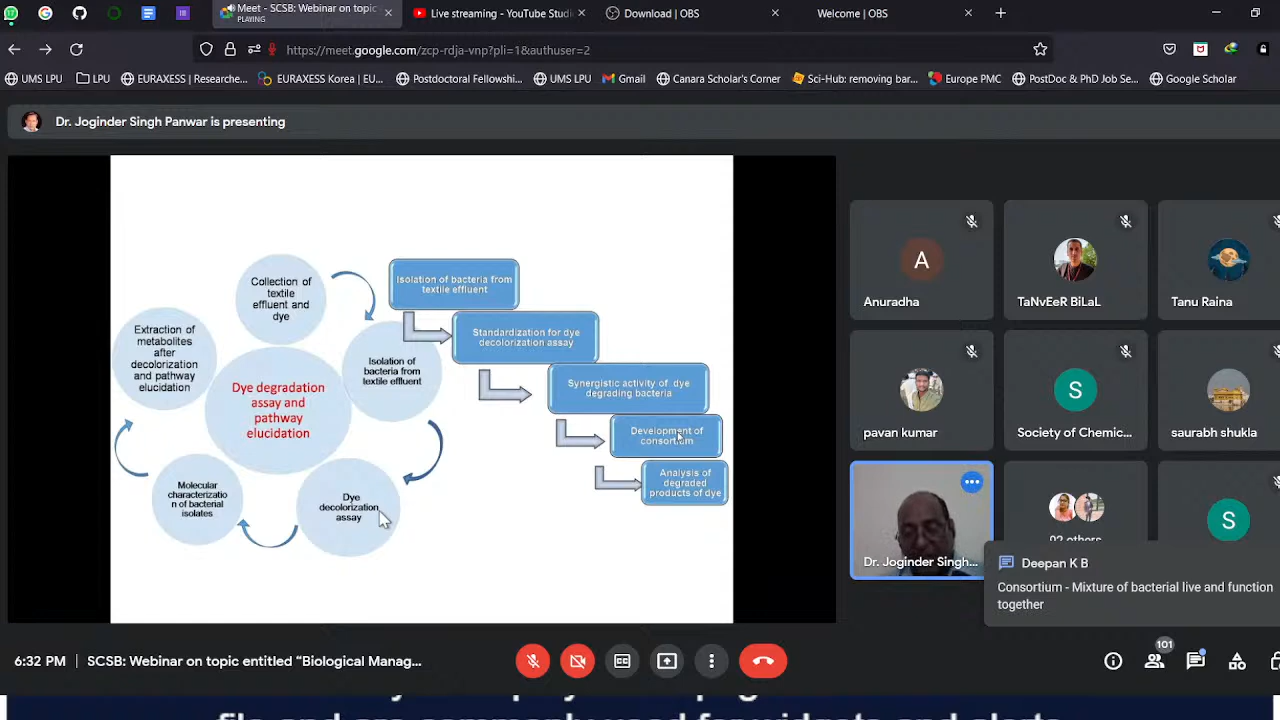 Meet - SCSB: Webinar on topic
PLAYING
Live streaming - YouTube Studi
Download | OBS
Welcome | OBS
https://meet.google.com/zcp-rdja-vnp?pli=1&authuser=2
UMS LPU
LPU
EURAXESS | Researche...
EURAXESS Korea | EU...
Postdoctoral Fellowshi...
UMS LPU
Gmail
Canara Scholar's Corner
Sci-Hub: removing bar...
Europe PMC
PostDoc & PhD Job Se...
Google Scholar
Dr. Joginder Singh Panwar is presenting
Collection of
textile
effluent and
dye
Isolation of
bacteria from
textile effluent
Dye
decolorization
assay
Molecular
characterizatio
n of bacterial
isolates
Extraction of
metabolites
after
decolorization
and pathway
elucidation
Dye degradation
assay and
pathway
elucidation
Isolation of bacteria from
textile effluent
Standardization for dye
decolorization assay
Synergistic activity of dye
degrading bacteria
Development of
consortium
Analysis of
degraded
products of dye
A
Anuradha
TaNvEeR BiLaL
Tanu Raina
pavan kumar
S
Society of Chemic...
saurabh shukla
Dr. Joginder Singh...
92 others
S
Deepan K B
Consortium - Mixture of bacterial live and function
together
6:32 PM | SCSB: Webinar on topic entitled “Biological Manag...
101